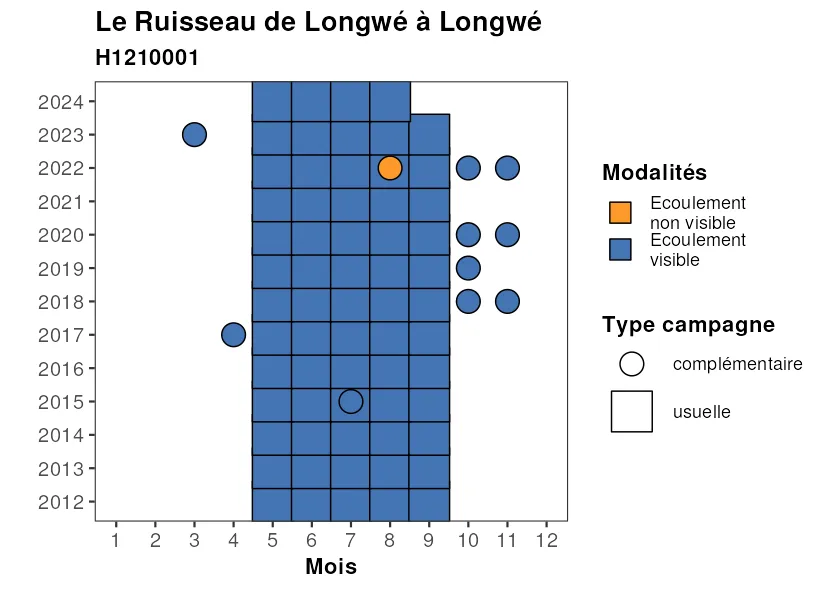 Le Ruisseau de Longwé à Longwé
H1210001
2024
2023
2022
2021
2020
2019
2018
2017
2016
2015
2014
2013
2012
1 2 3 4 5 6 7 8 9 10 11 12
Mois
Modalités
Ecoulement
non visible
Ecoulement
visible
Type campagne
complémentaire
usuelle